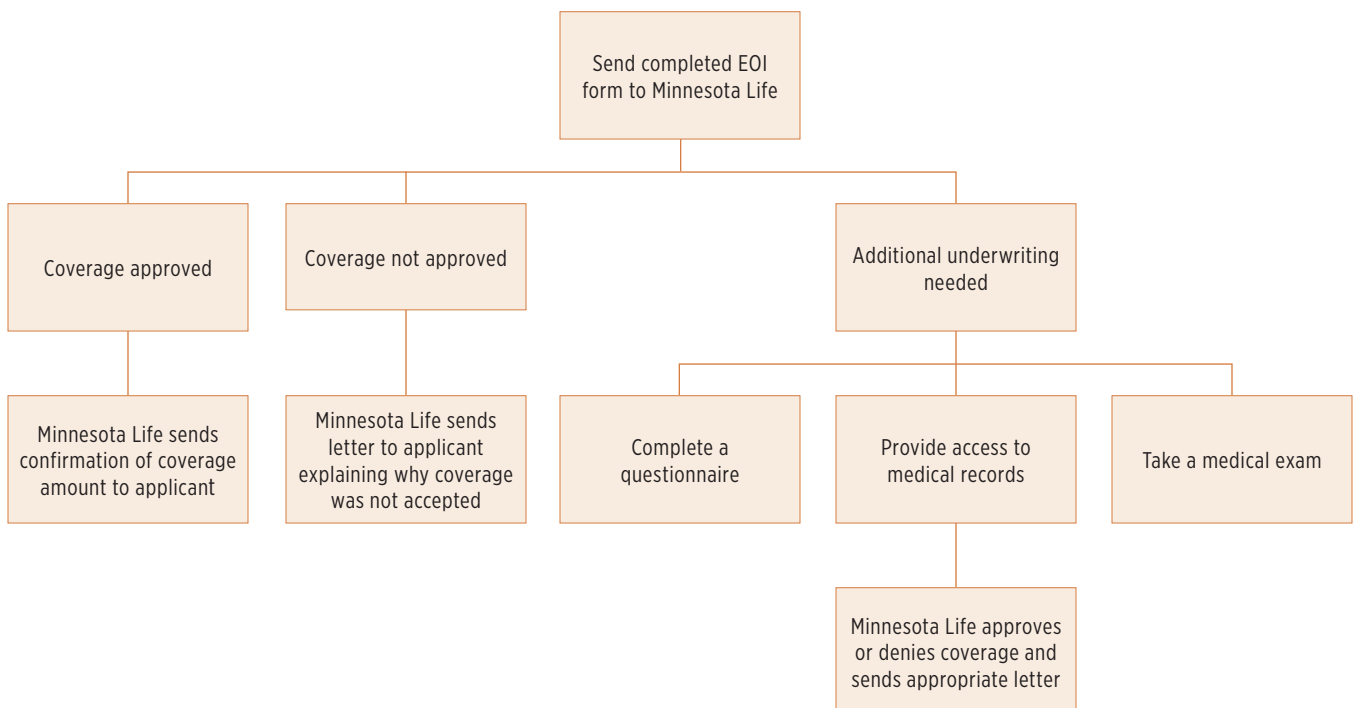 Send completed EOI
form to Minnesota Life
Coverage approved
Coverage not approved
Additional underwriting
needed
Minnesota Life sends
confirmation of coverage
amount to applicant
Minnesota Life sends
letter to applicant
explaining why coverage
was not accepted
Complete a
questionnaire
Provide access to
medical records
Take a medical exam
Minnesota Life approves
or denies coverage and
sends appropriate letter